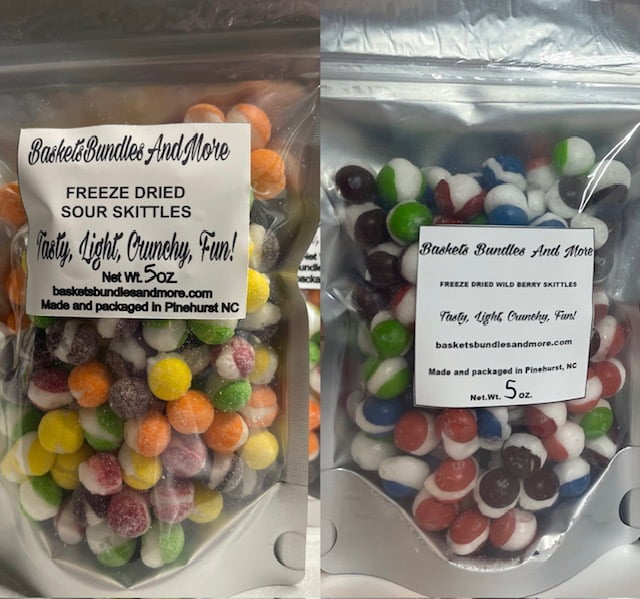 BasketsBundlesAndMore
FREEZE DRIED
SOUR SKITTLES
Tasty, Light, Crunchy, Fun!
Net Wt. 5oz.
basketsbundlesandmore.com
Made and packaged in Pinehurst NC
Baskets Bundles And More
FREEZE DRIED WILD BERRY SKITTLES
Tasty, Light, Crunchy, Fun!
basketsbundlesandmore.com
Made and packaged in Pinehurst, NC
Net.Wt. 5 oz.